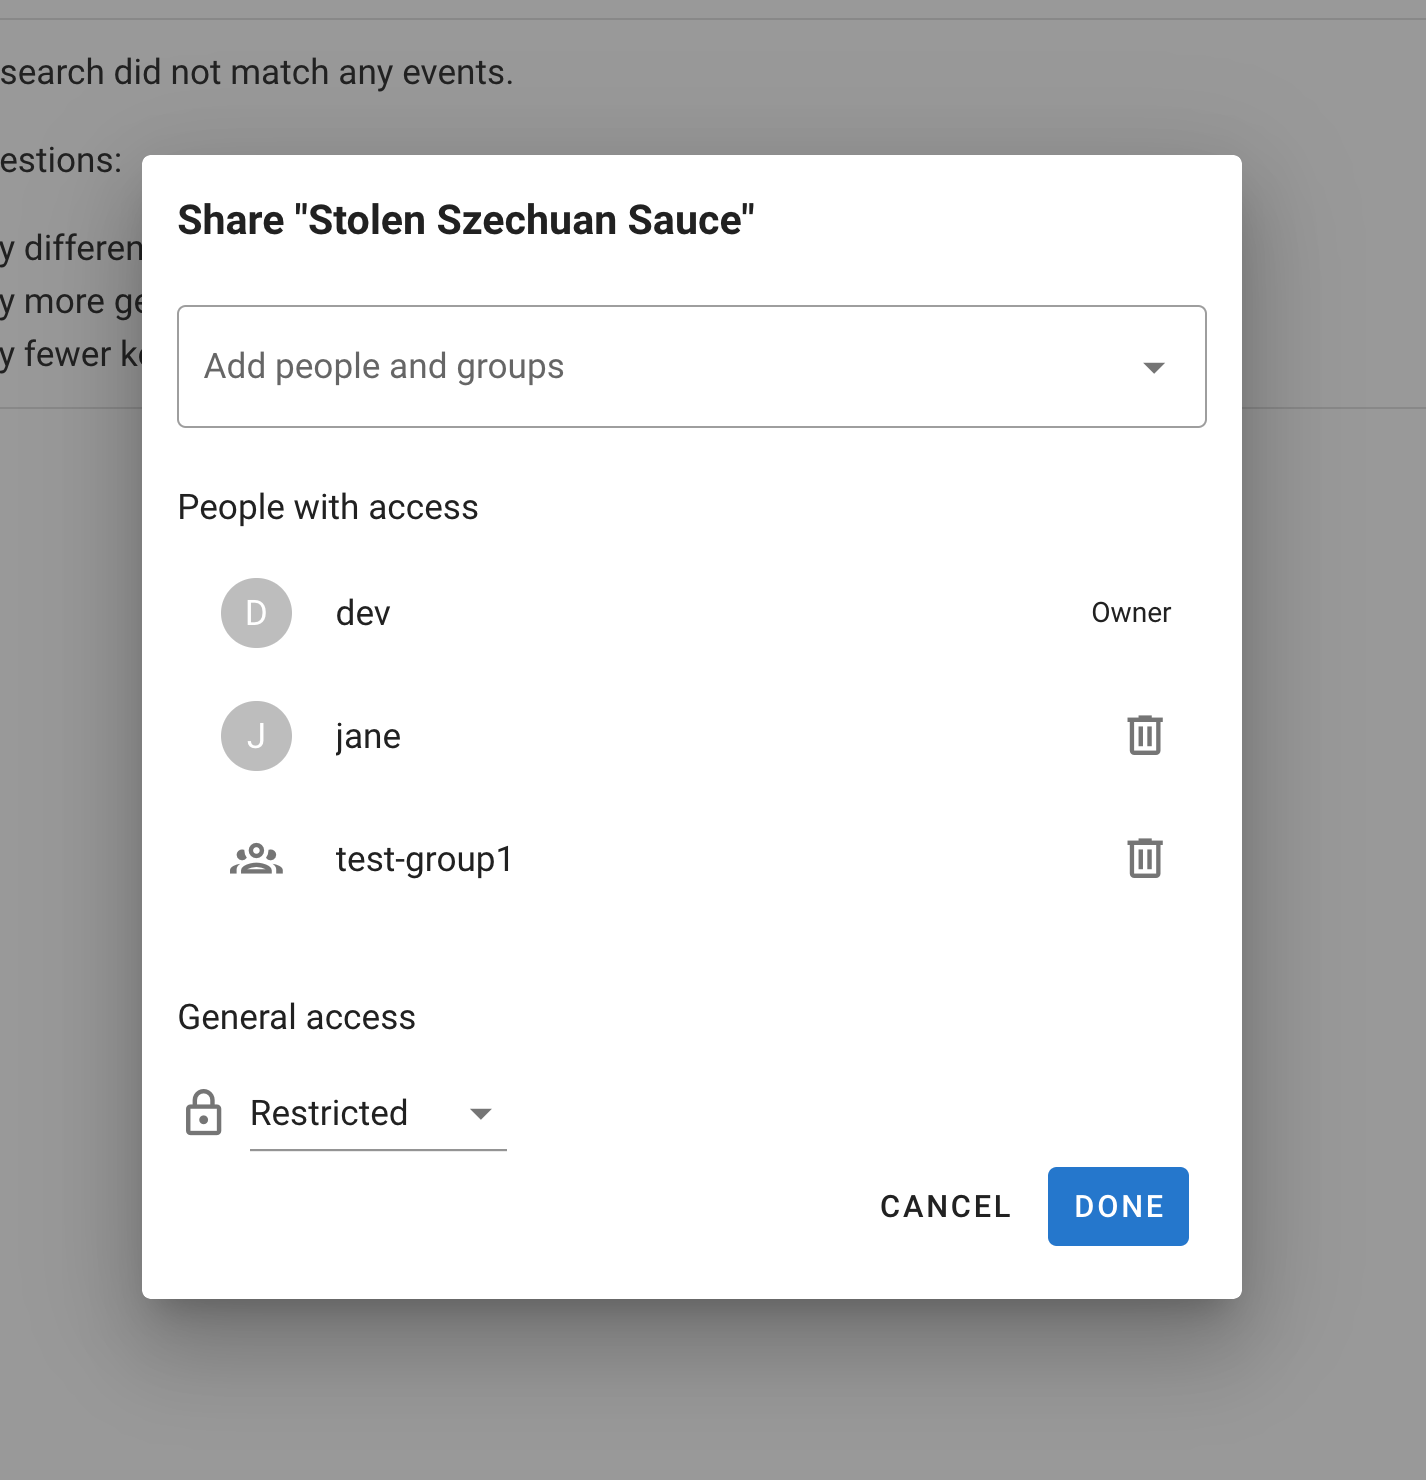 search did not match any events.
estions:
y differen
y more ge
y fewer k
Share "Stolen Szechuan Sauce"
Add people and groups
People with access
D dev Owner
J jane
test-group1
General access
Restricted
CANCEL DONE